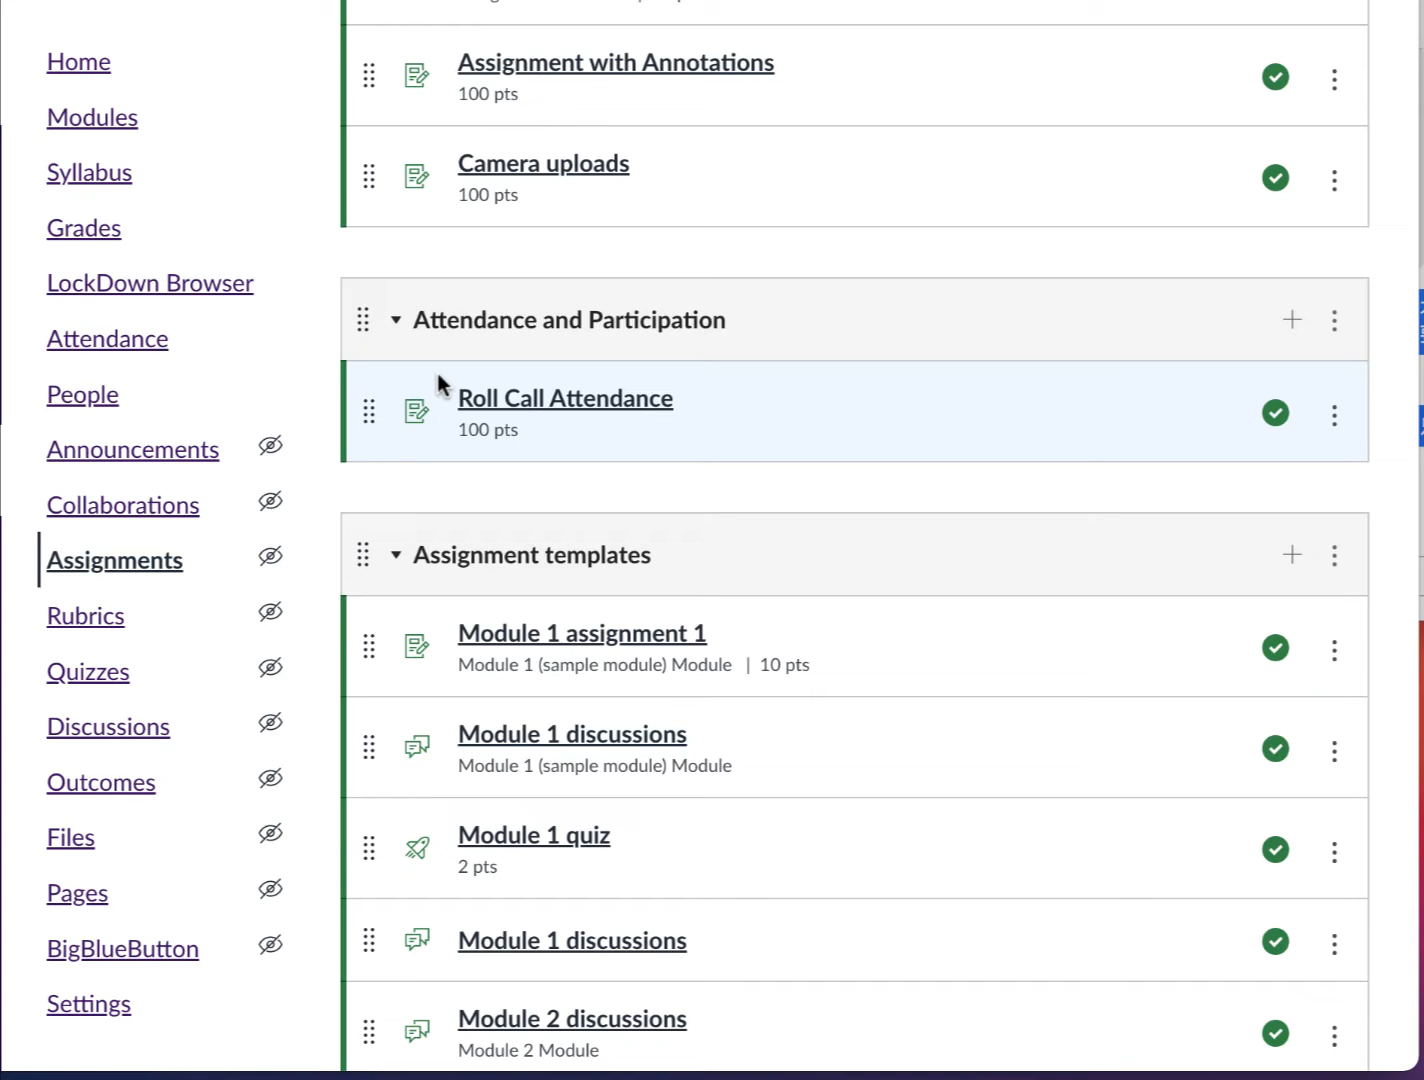 Home
Modules
Syllabus
Grades
LockDown Browser
Attendance
People
Announcements
Collaborations
Assignments
Rubrics
Quizzes
Discussions
Outcomes
Files
Pages
BigBlueButton
Settings
Assignment with Annotations
100 pts
Camera uploads
100 pts
Attendance and Participation
Roll Call Attendance
100 pts
Assignment templates
Module 1 assignment 1
Module 1 (sample module) Module | 10 pts
Module 1 discussions
Module 1 (sample module) Module
Module 1 quiz
2 pts
Module 1 discussions
Module 2 discussions
Module 2 Module